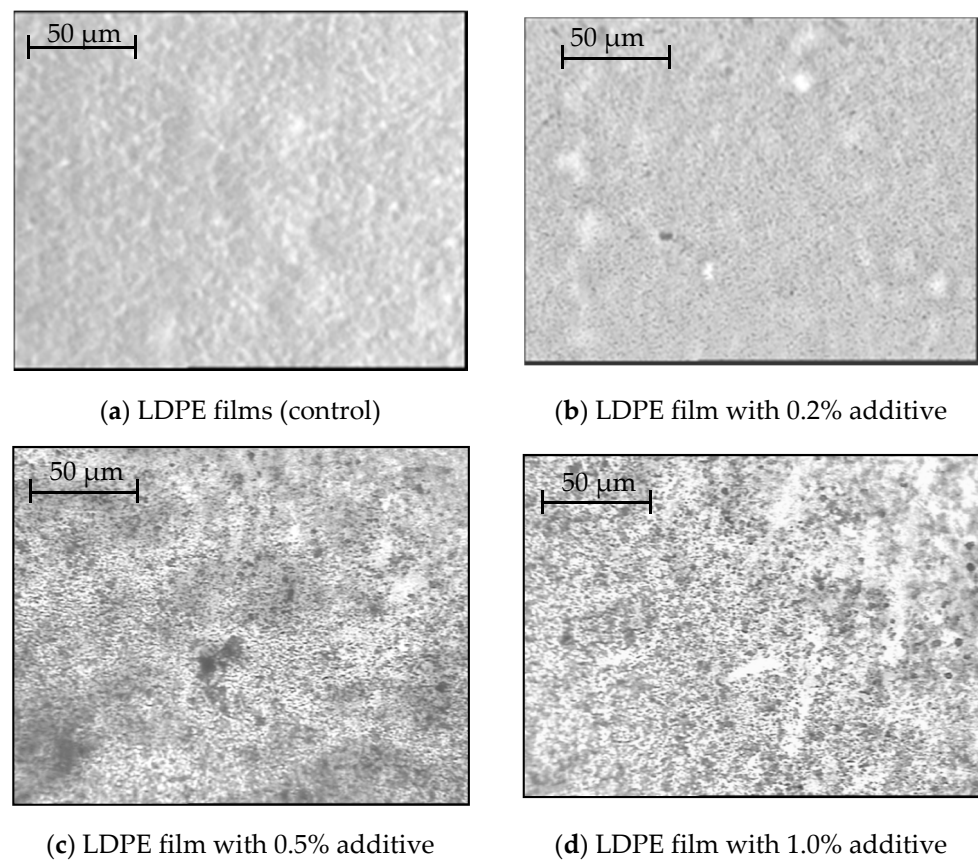 50 µm
50 µm
(a) LDPE films (control)
(b) LDPE film with 0.2% additive
50 µm
50 µm
(c) LDPE film with 0.5% additive
(d) LDPE film with 1.0% additive